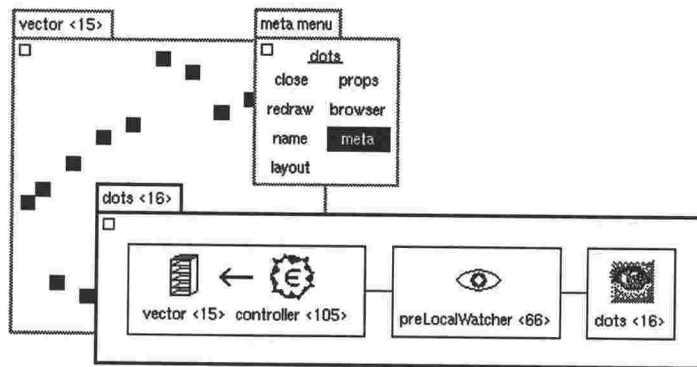 vector <15>
meta menu
dots
close props
redraw browser
name meta
layout
dots <16>
vector <15> controller <105>
preLocalWatcher <66>
dots <16>